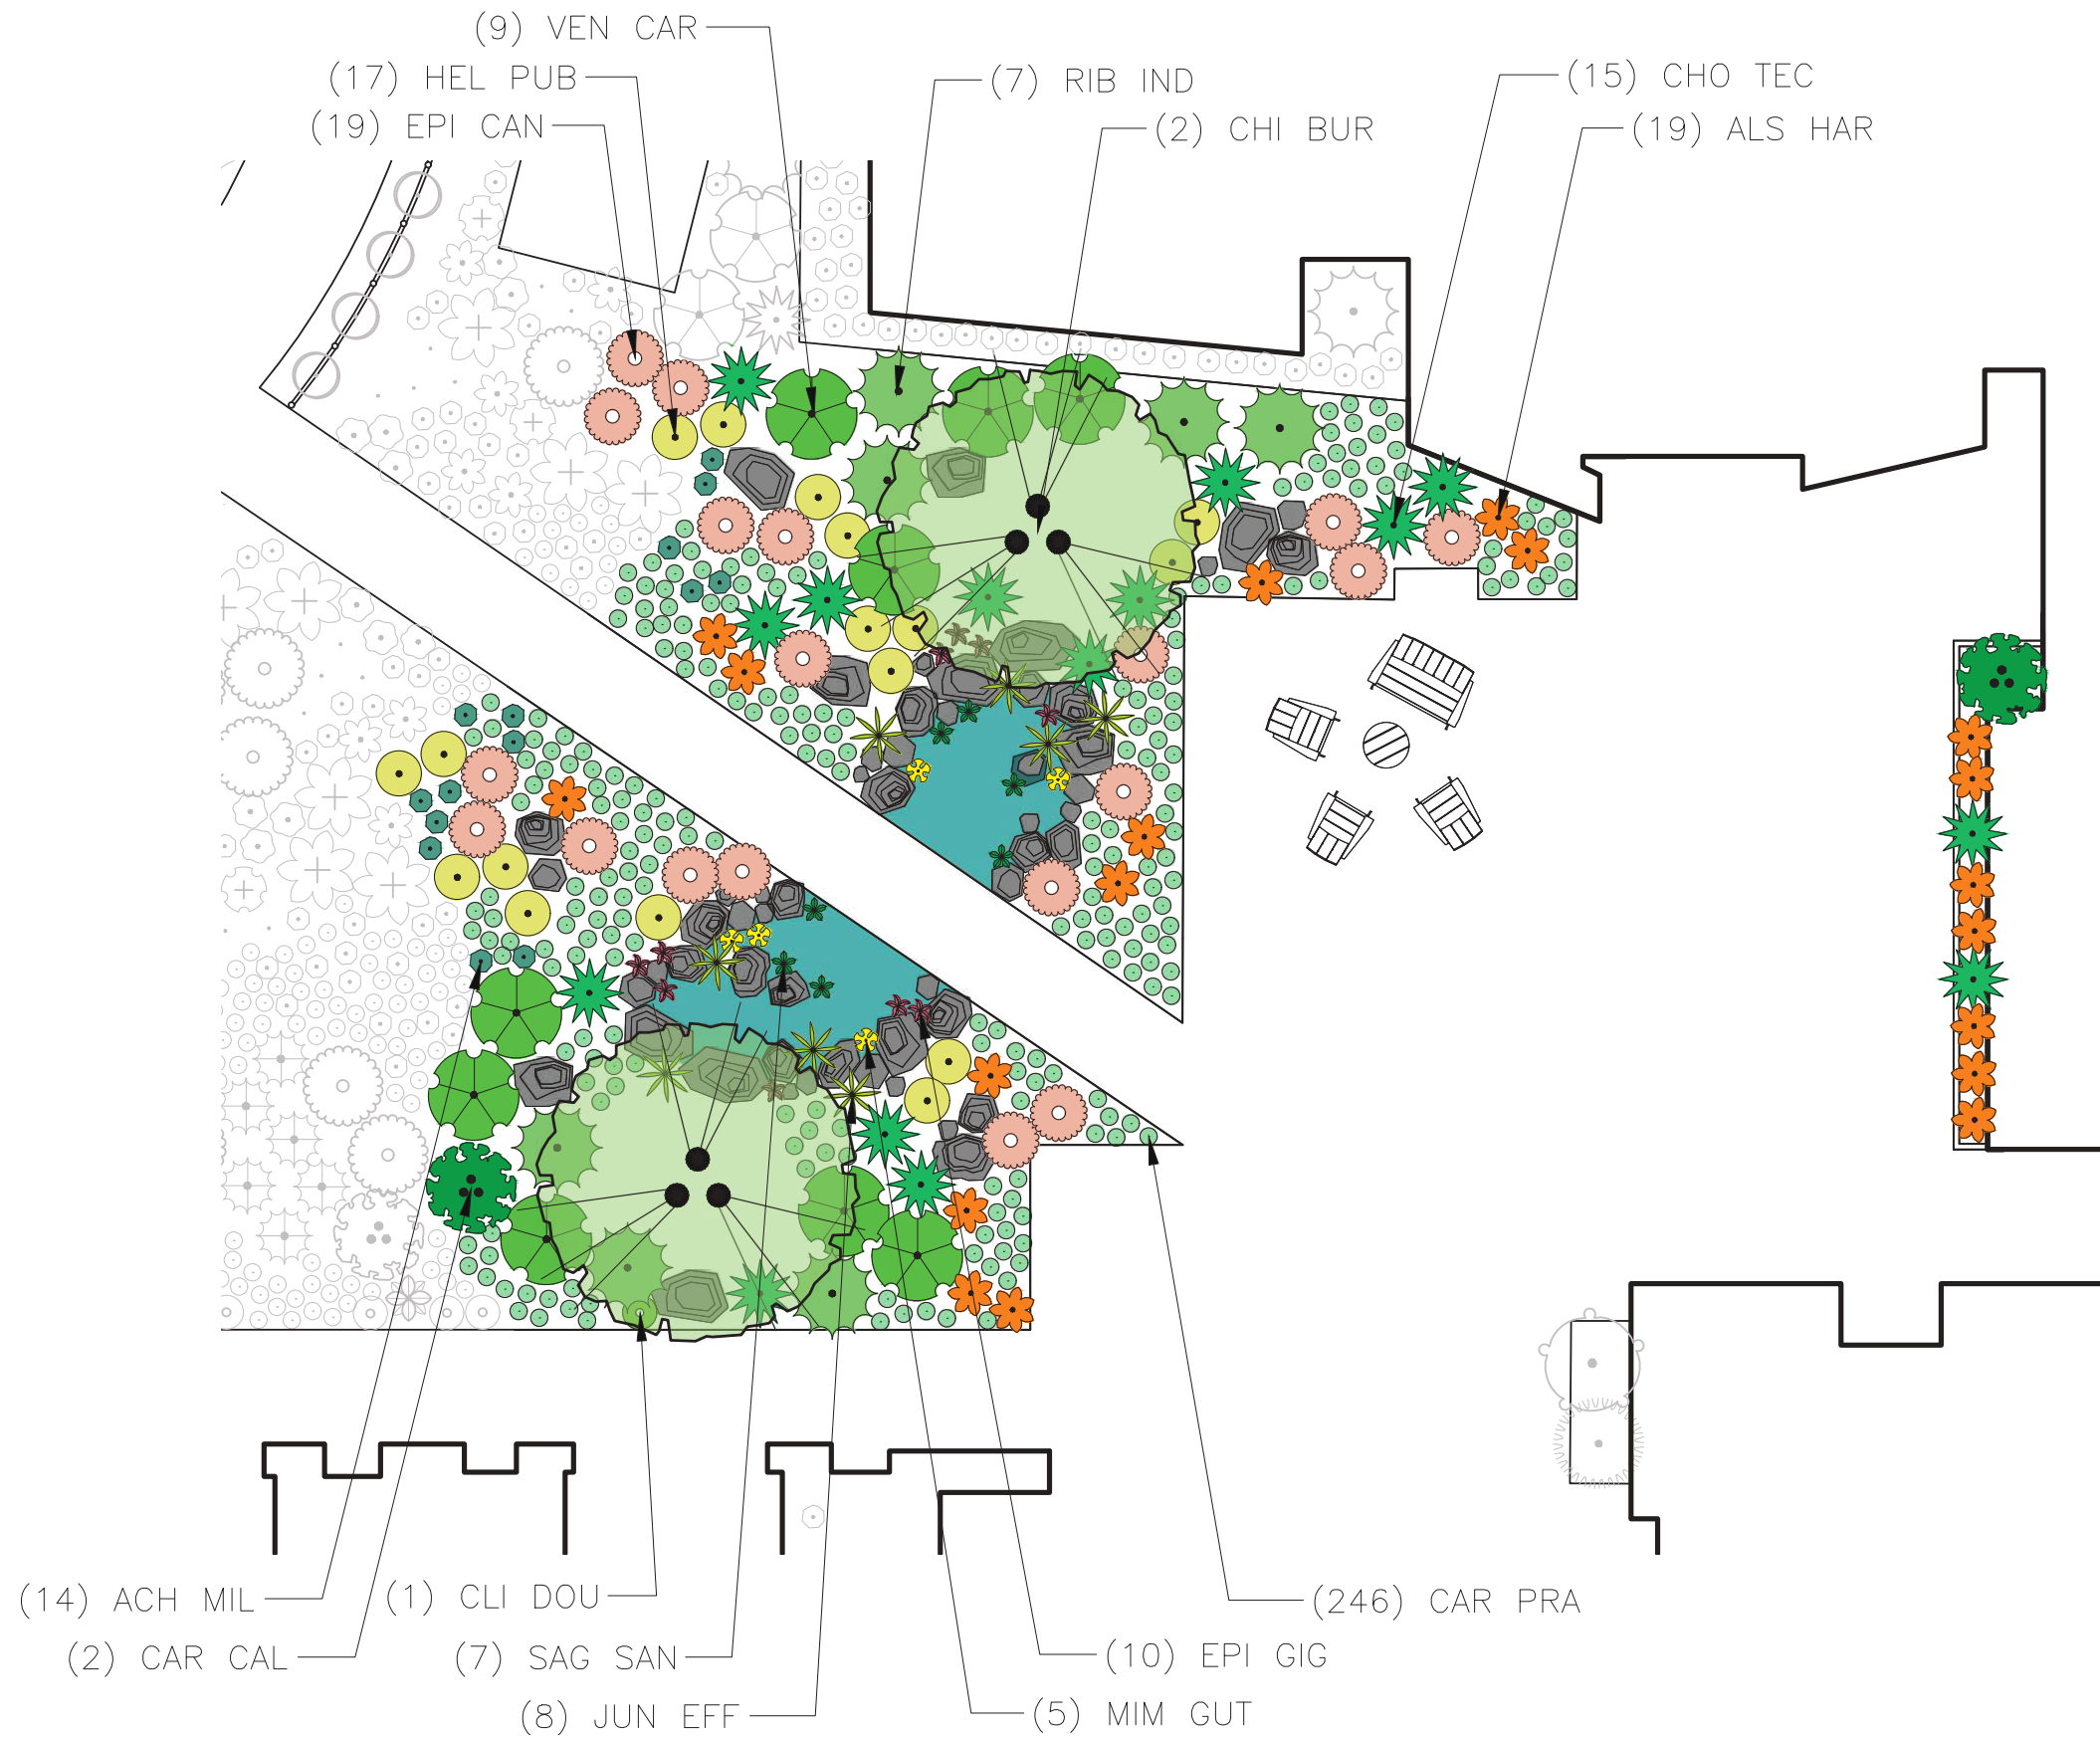 (9) VEN CAR
(17) HEL PUB
(7) RIB IND
(15) CHO TEC
(19) EPI CAN
(2) CHI BUR
(19) ALS HAR
(14) ACH MIL
(1) CLI DOU
(246) CAR PRA
(2) CAR CAL
(7) SAG SAN
(10) EPI GIG
(8) JUN EFF
(5) MIM GUT